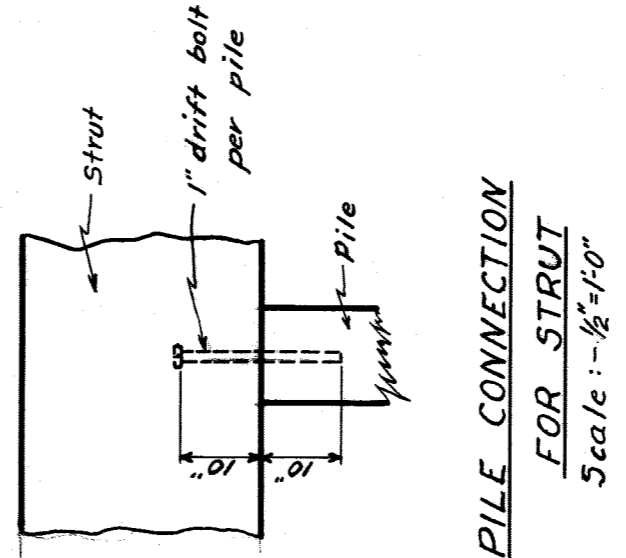 strut
1" drift bolt
per pile
pile
10"
10"
PILE CONNECTION
FOR STRUT
Scale :- 1/2"=1'-0"